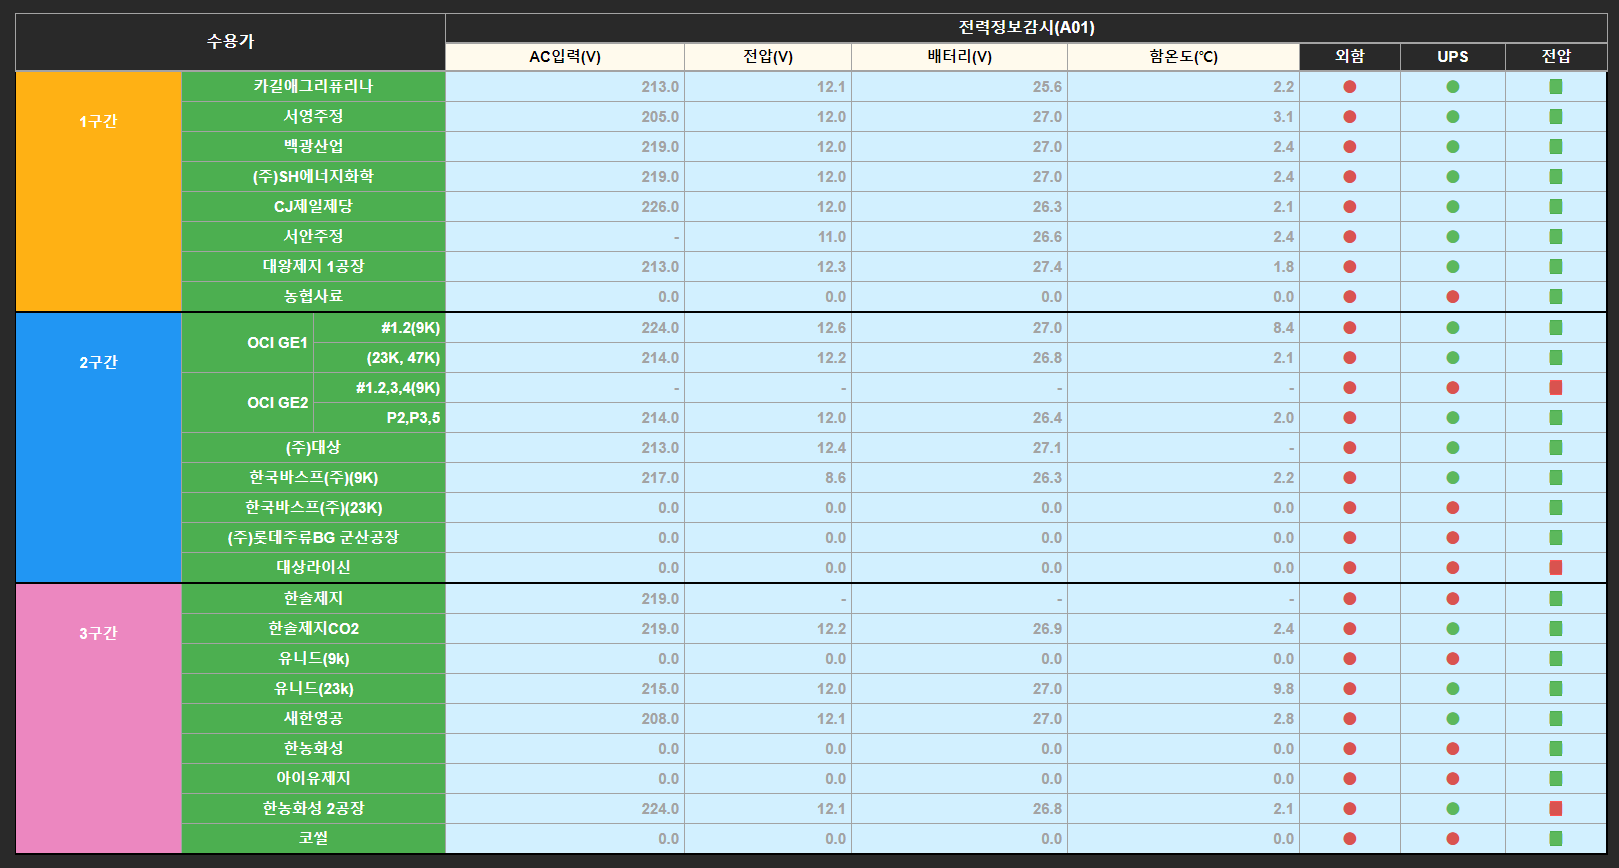 수용가 전력정보감시(A01)
AC입력(V) 전압(V) 배터리(V) 함온도(℃) 외함 UPS 전압
1구간
카길애그리퓨리나 213.0 12.1 25.6 2.2
서영주정 205.0 12.0 27.0 3.1
백광산업 219.0 12.0 27.0 2.4
(주)SH에너지화학 219.0 12.0 27.0 2.4
CJ제일제당 226.0 12.0 26.3 2.1
서안주정 - 11.0 26.6 2.4
대왕제지 1공장 213.0 12.3 27.4 1.8
농협사료 0.0 0.0 0.0 0.0
2구간
OCI GE1 #1.2(9K) 224.0 12.6 27.0 8.4
(23K, 47K) 214.0 12.2 26.8 2.1
OCI GE2 #1.2,3,4(9K) - - - -
P2,P3,5 214.0 12.0 26.4 2.0
(주)대상 213.0 12.4 27.1 -
한국바스프(주)(9K) 217.0 8.6 26.3 2.2
한국바스프(주)(23K) 0.0 0.0 0.0 0.0
(주)롯데주류BG 군산공장 0.0 0.0 0.0 0.0
대상라이신 0.0 0.0 0.0 0.0
3구간
한솔제지 219.0 - - -
한솔제지CO2 219.0 12.2 26.9 2.4
유니드(9k) 0.0 0.0 0.0 0.0
유니드(23k) 215.0 12.0 27.0 9.8
새한영공 208.0 12.1 27.0 2.8
한농화성 0.0 0.0 0.0 0.0
아이유제지 0.0 0.0 0.0 0.0
한농화성 2공장 224.0 12.1 26.8 2.1
코씰 0.0 0.0 0.0 0.0